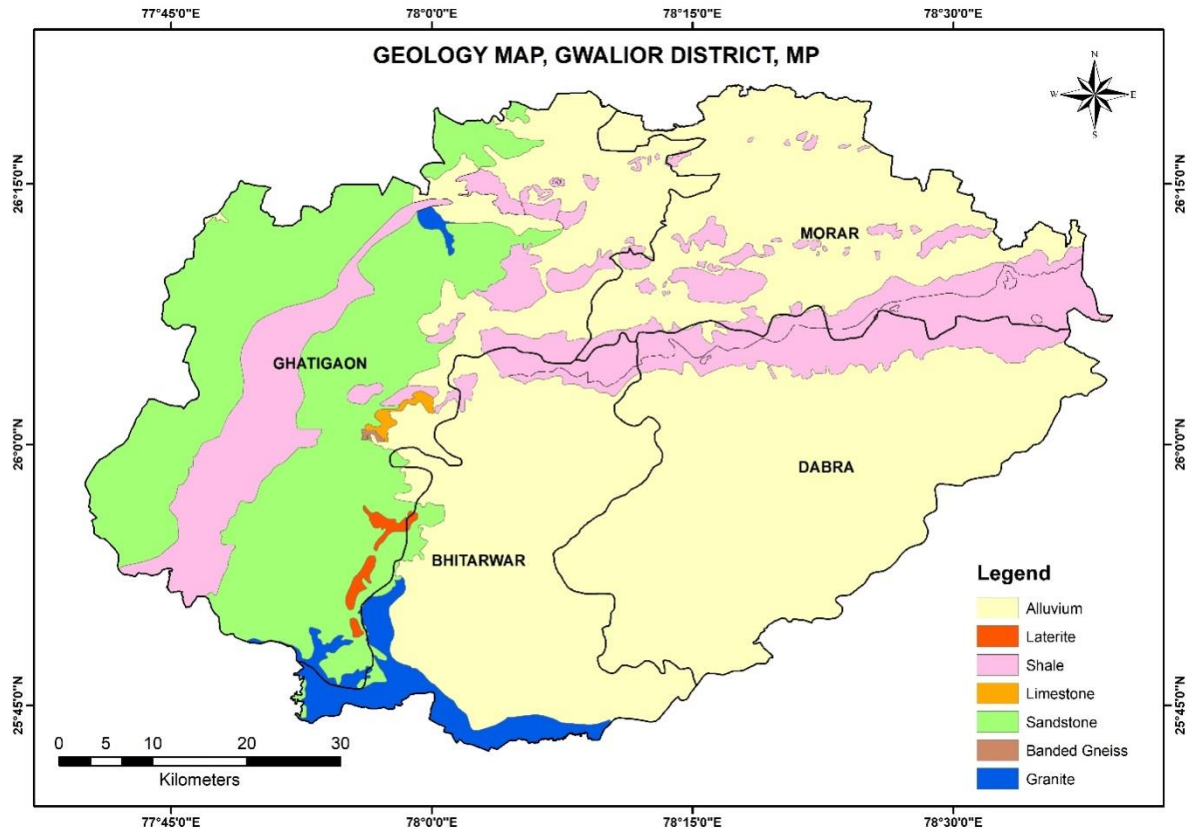 77°45'0"E 78°0'0"E 78°15'0"E 78°30'0"E
GEOLOGY MAP, GWALIOR DISTRICT, MP
N
W E
S
26°15'0"N 26°15'0"N
MORAR
GHATIGAON
26°0'0"N 26°0'0"N
DABRA
BHITARWAR
Legend
Alluvium
Laterite
Shale
Limestone
Sandstone
Banded Gneiss
Granite
25°45'0"N 25°45'0"N
0 5 10 20 30
Kilometers
77°45'0"E 78°0'0"E 78°15'0"E 78°30'0"E